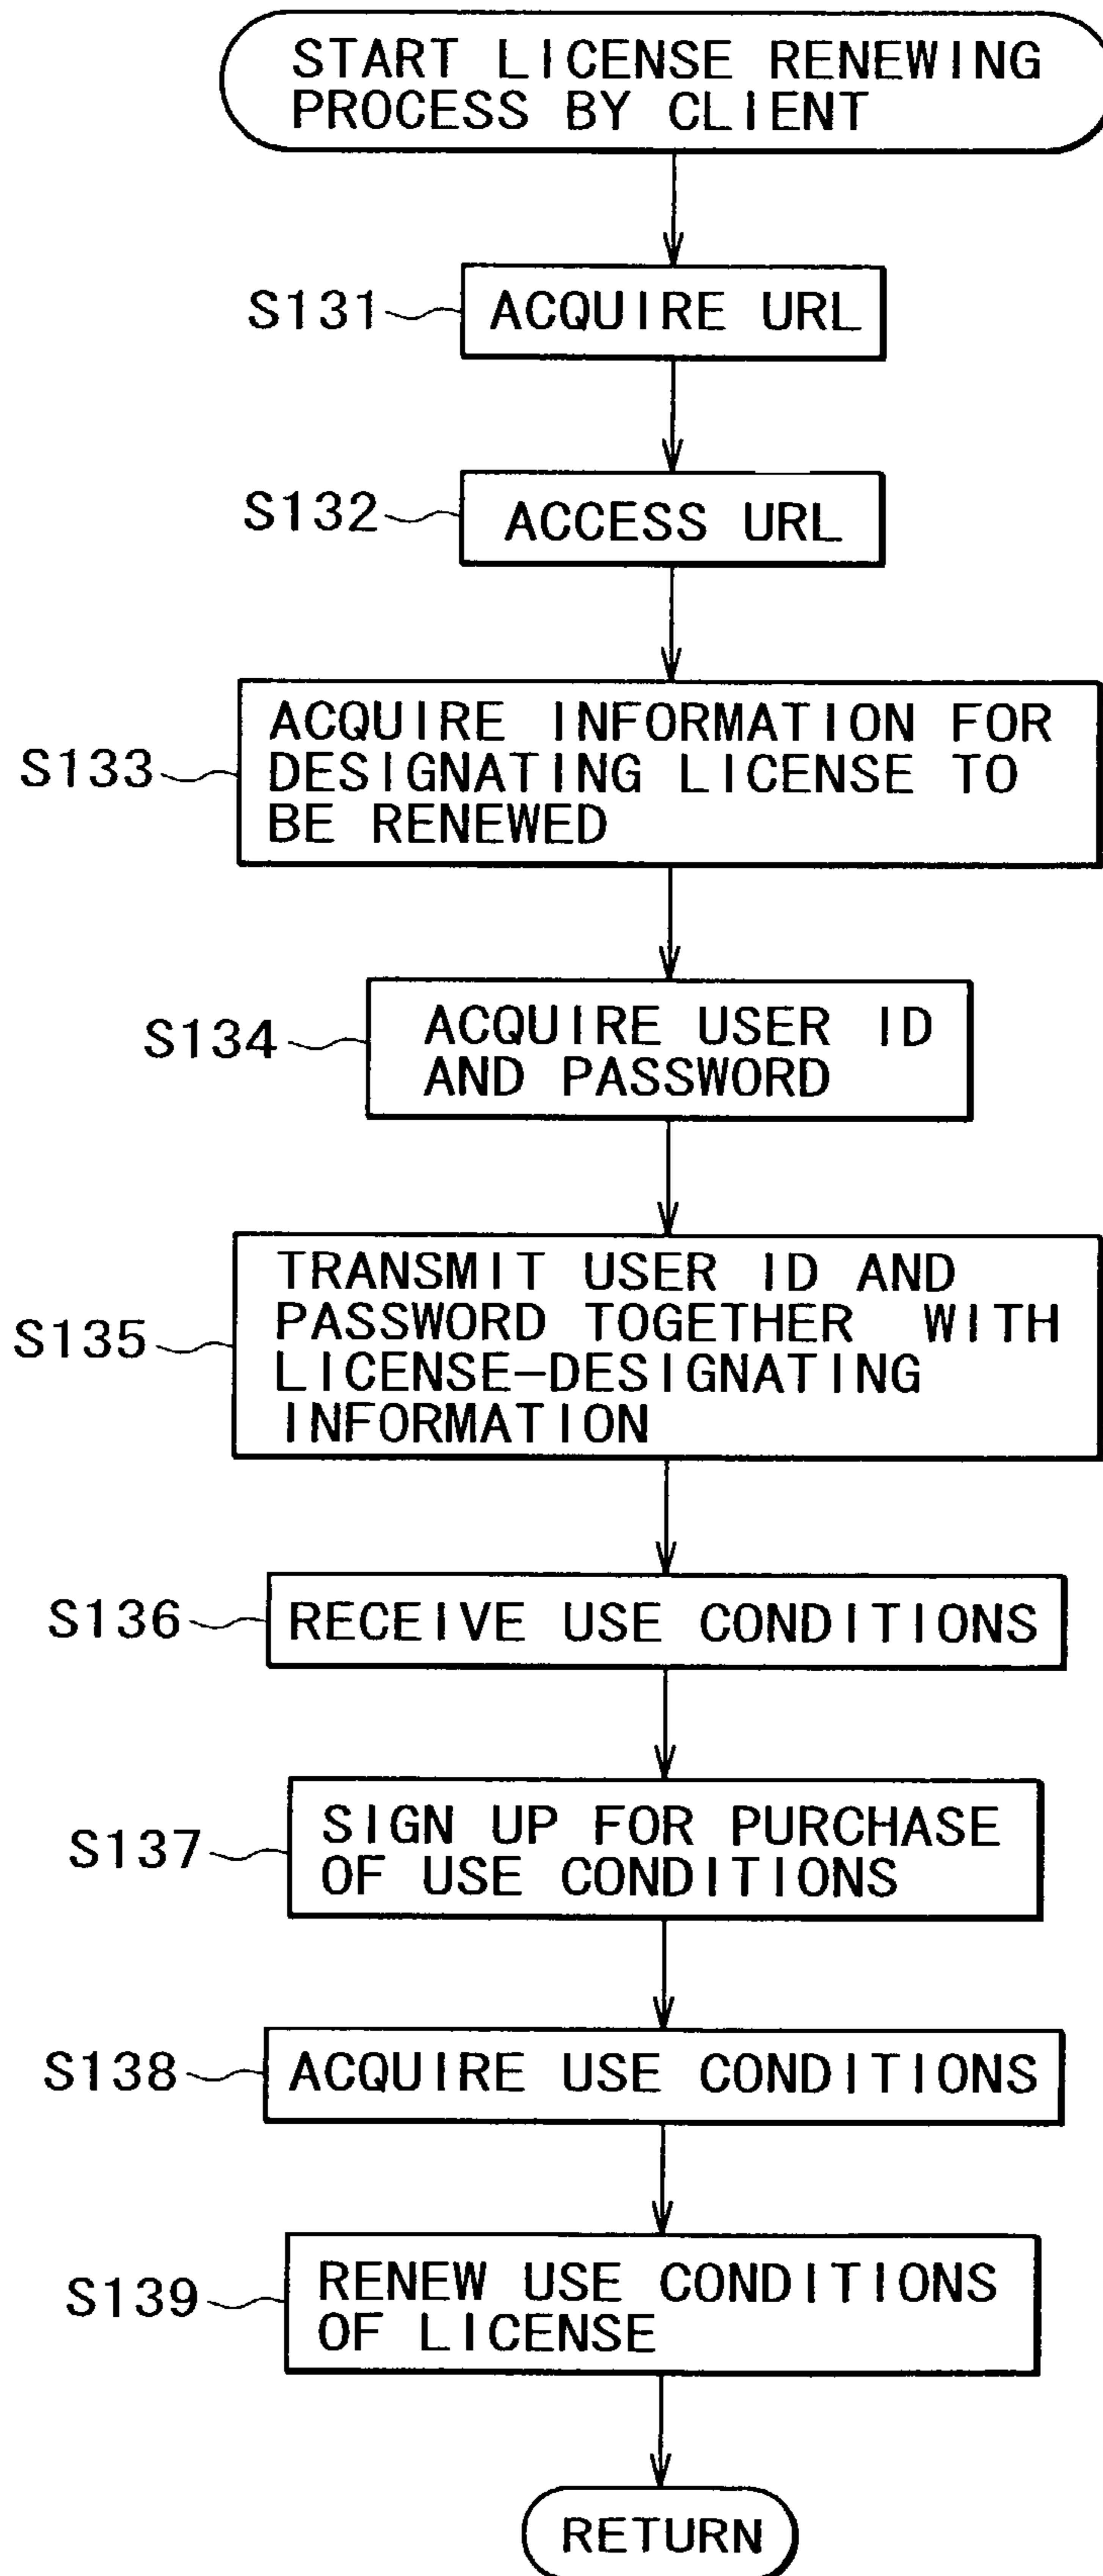 START LICENSE RENEWING
PROCESS BY CLIENT
S131
ACQUIRE URL
S132
ACCESS URL
S133
ACQUIRE INFORMATION FOR
DESIGNATING LICENSE TO
BE RENEWED
S134
ACQUIRE USER ID
AND PASSWORD
S135
TRANSMIT USER ID AND
PASSWORD TOGETHER WITH
LICENSE-DESIGNATING
INFORMATION
S136
RECEIVE USE CONDITIONS
S137
SIGN UP FOR PURCHASE
OF USE CONDITIONS
S138
ACQUIRE USE CONDITIONS
S139
RENEW USE CONDITIONS
OF LICENSE
RETURN